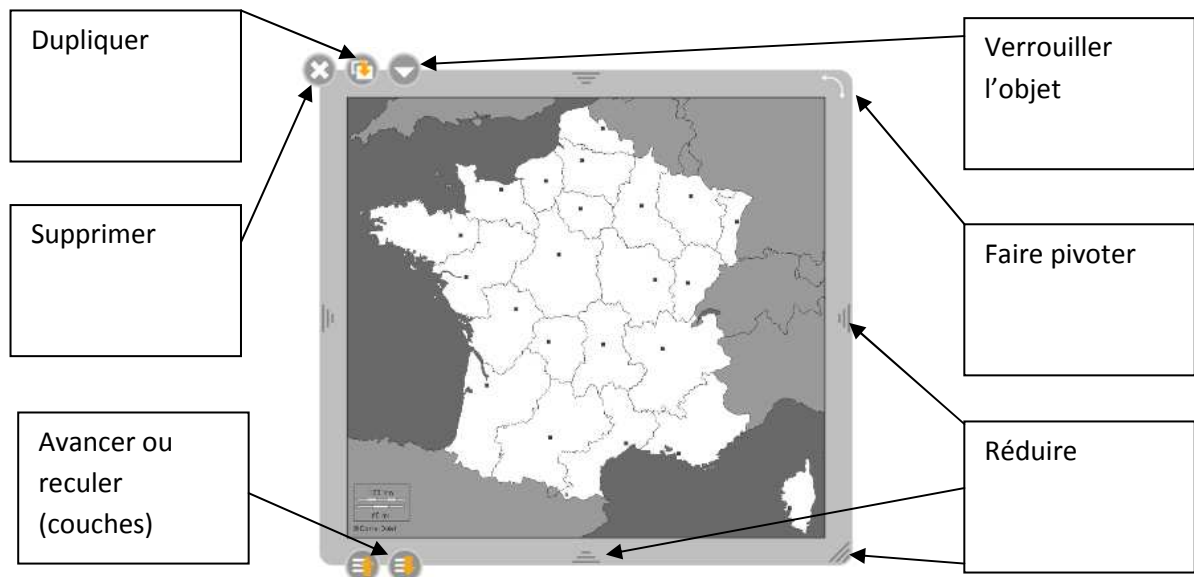 Dupliquer
Verrouiller
l’objet
Supprimer
Faire pivoter
Avancer ou
reculer
(couches)
Réduire